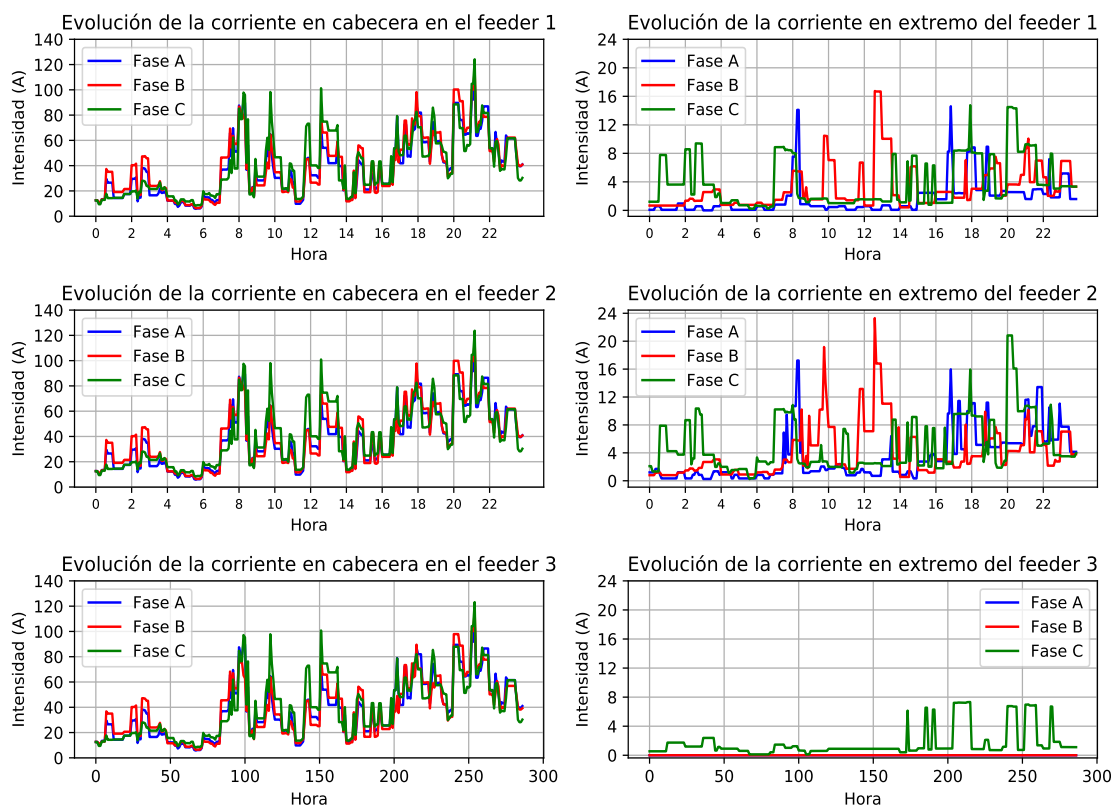 Evolución de la corriente en cabecera en el feeder 1
140
120
100
80
60
40
20
0
Intensidad (A)
Fase A
Fase B
Fase C
0 2 4 6 8 10 12 14 16 18 20 22
Hora
Evolución de la corriente en extremo del feeder 1
24
20
16
12
8
4
0
Intensidad (A)
Fase A
Fase B
Fase C
0 2 4 6 8 10 12 14 16 18 20 22
Hora
Evolución de la corriente en cabecera en el feeder 2
140
120
100
80
60
40
20
0
Intensidad (A)
Fase A
Fase B
Fase C
0 2 4 6 8 10 12 14 16 18 20 22
Hora
Evolución de la corriente en extremo del feeder 2
24
20
16
12
8
4
0
Intensidad (A)
Fase A
Fase B
Fase C
0 2 4 6 8 10 12 14 16 18 20 22
Hora
Evolución de la corriente en cabecera en el feeder 3
140
120
100
80
60
40
20
0
Intensidad (A)
Fase A
Fase B
Fase C
0 50 100 150 200 250 300
Hora
Evolución de la corriente en extremo del feeder 3
24
20
16
12
8
4
0
Intensidad (A)
Fase A
Fase B
Fase C
0 50 100 150 200 250 300
Hora